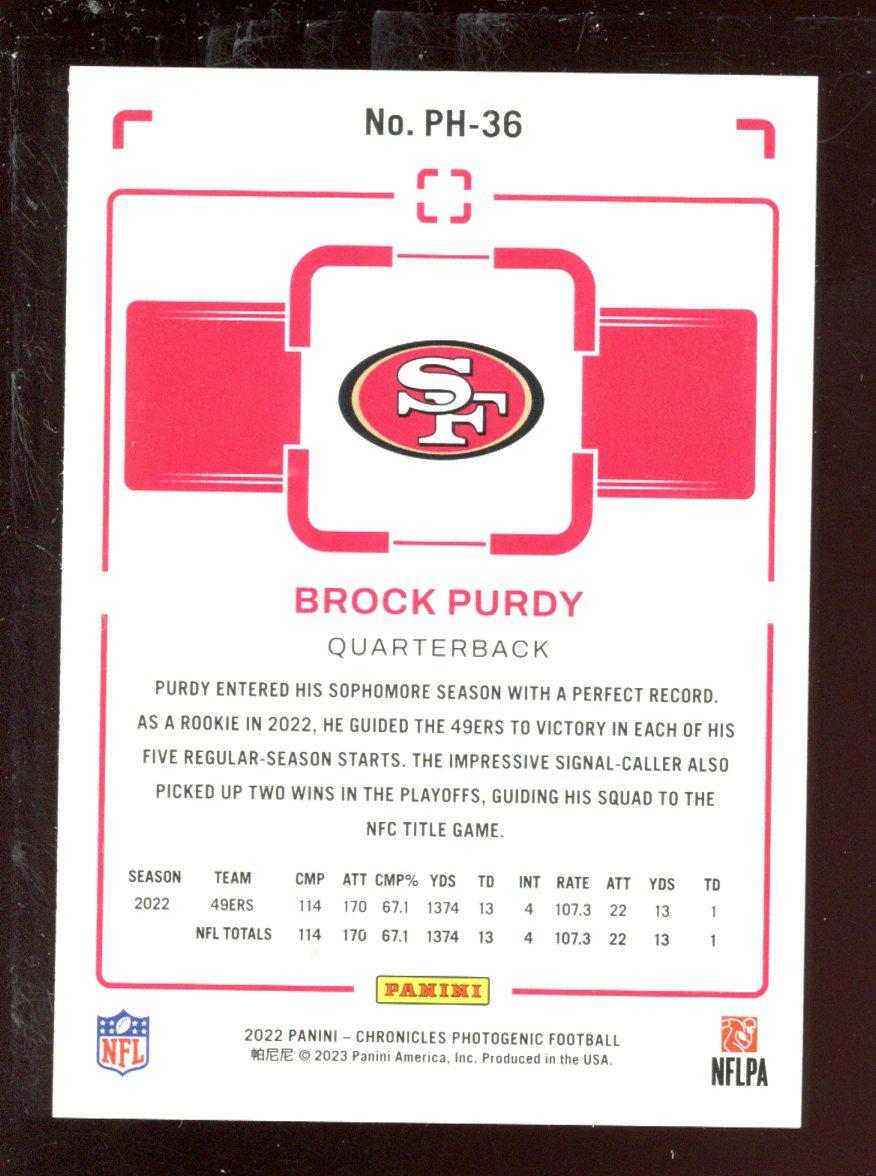 No. PH-36
SF
BROCK PURDY
QUARTERBACK
PURDY ENTERED HIS SOPHOMORE SEASON WITH A PERFECT RECORD.
AS A ROOKIE IN 2022, HE GUIDED THE 49ERS TO VICTORY IN EACH OF HIS
FIVE REGULAR-SEASON STARTS. THE IMPRESSIVE SIGNAL-CALLER ALSO
PICKED UP TWO WINS IN THE PLAYOFFS, GUIDING HIS SQUAD TO THE
NFC TITLE GAME.
SEASON TEAM CMP ATT CMP% YDS TD INT RATE ATT YDS TD
2022 49ERS 114 170 67.1 1374 13 4 107.3 22 13 1
NFL TOTALS 114 170 67.1 1374 13 4 107.3 22 13 1
PANINI
NFL
2022 PANINI – CHRONICLES PHOTOGENIC FOOTBALL
帕尼尼 © 2023 Panini America, Inc. Produced in the USA.
NFLPA